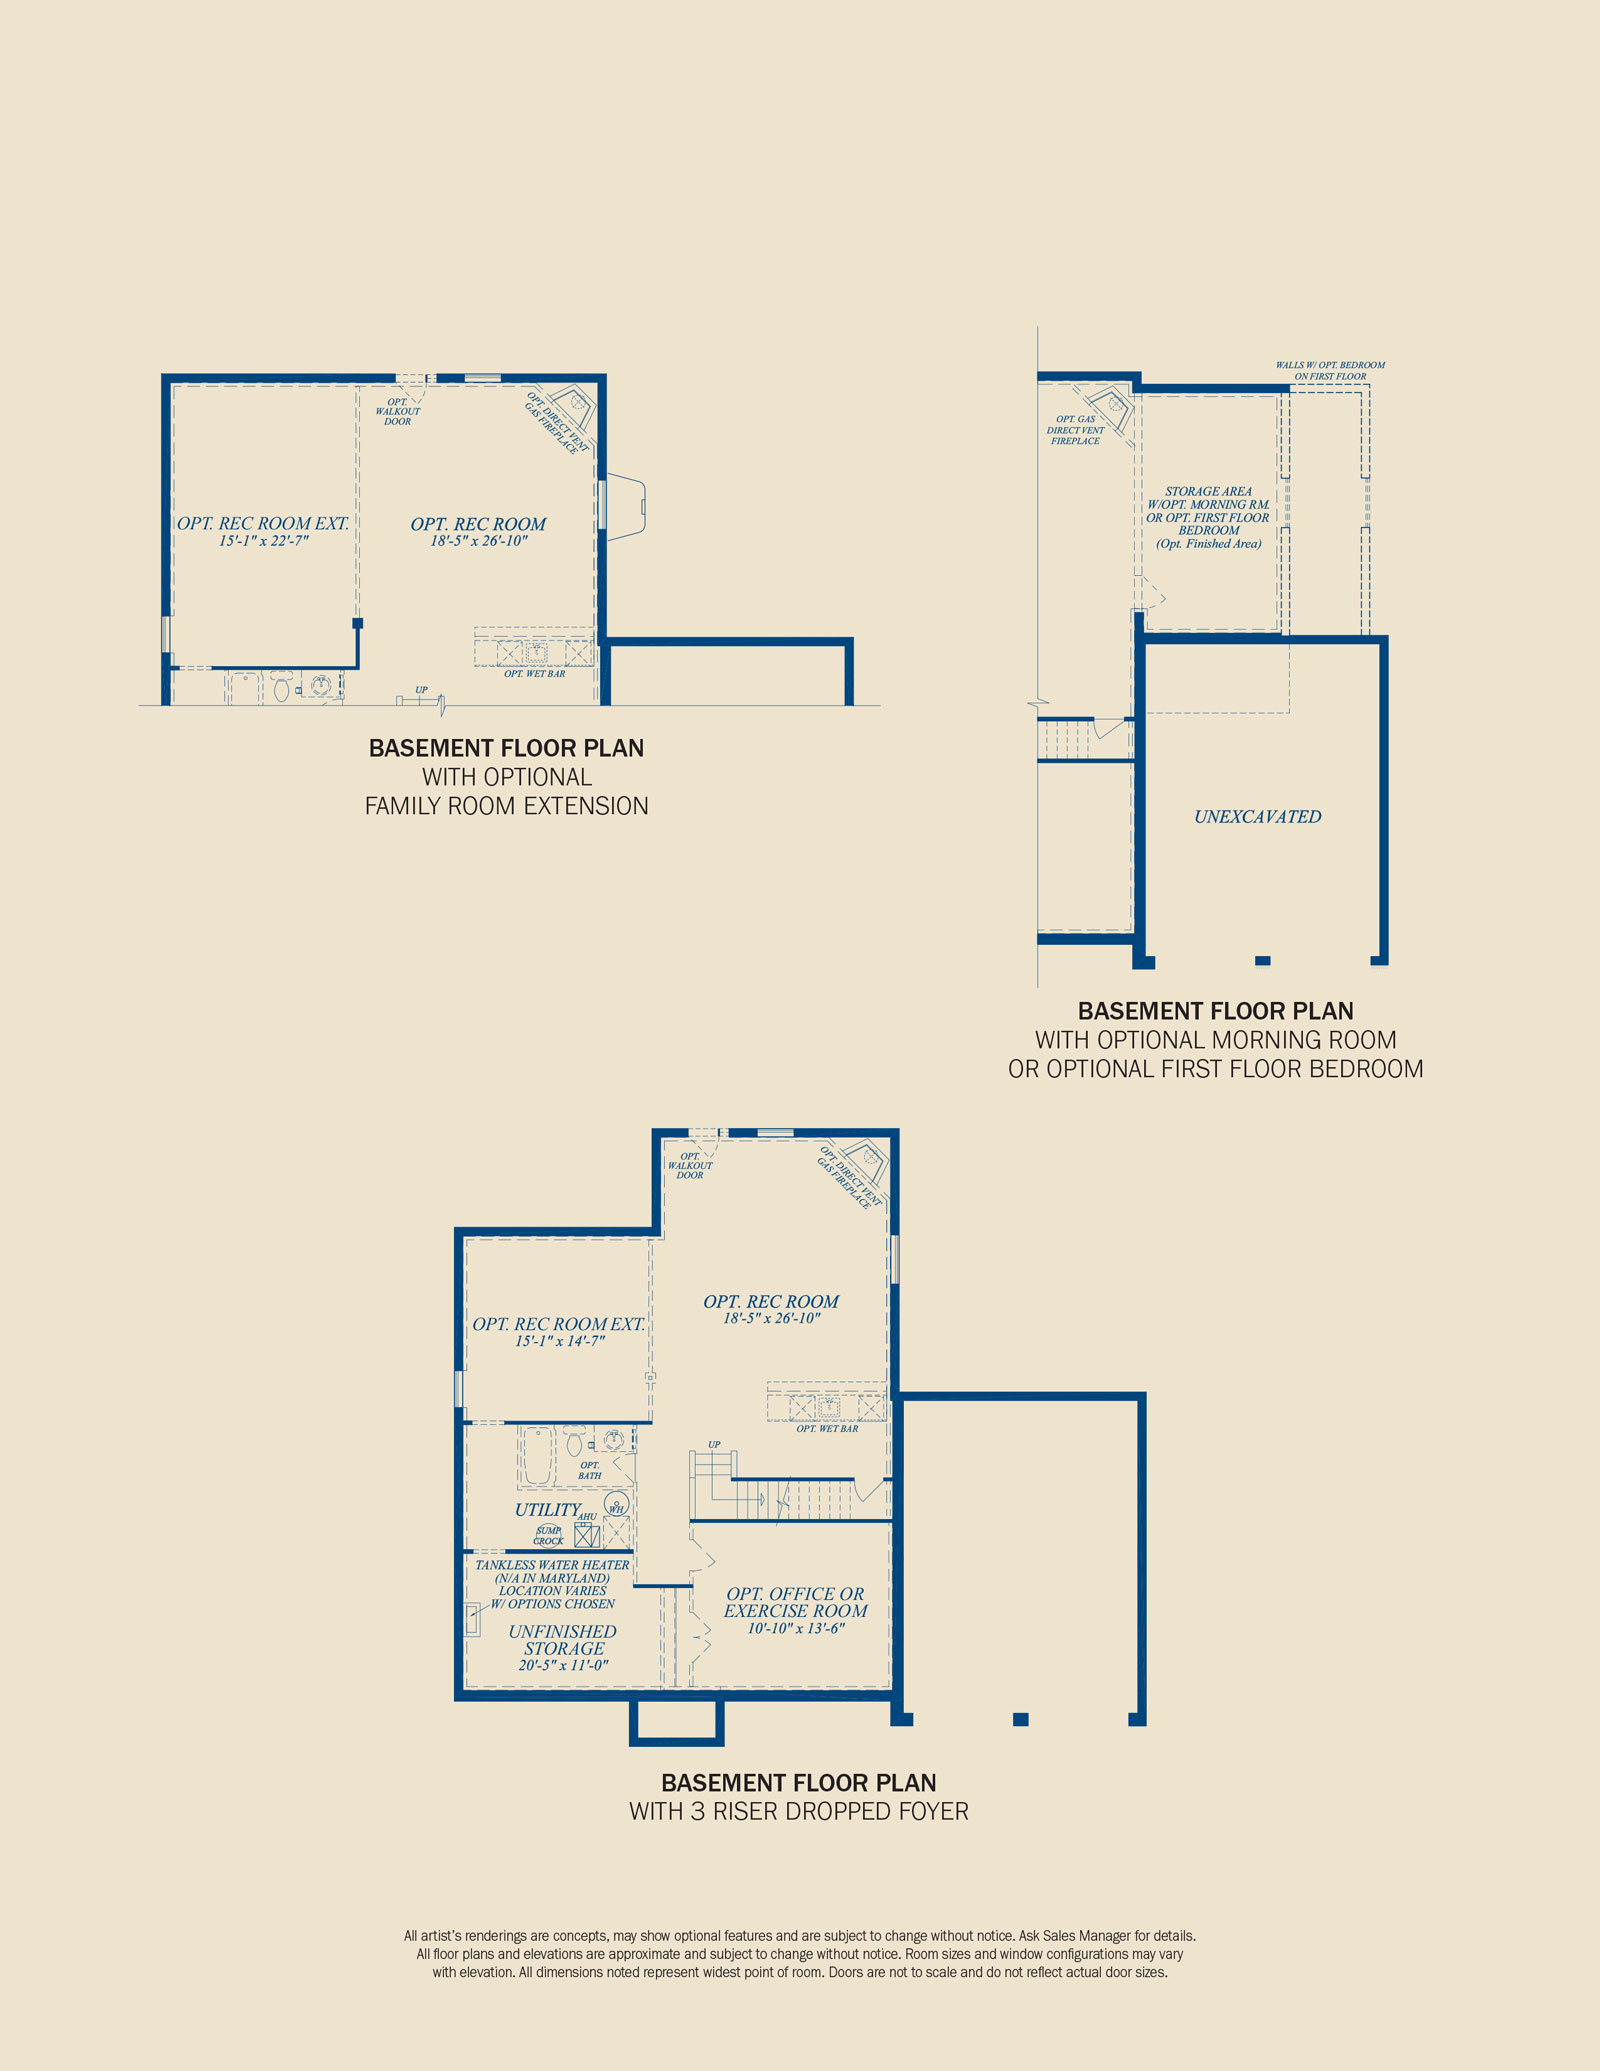 OPT. REC ROOM EXT.
15'-1" x 22'-7"
OPT.
WALKOUT
DOOR
OPT. REC ROOM
18'-5" x 26'-10"
OPT. DIRECT VENT
GAS FIREPLACE
OPT. WET BAR
UP
BASEMENT FLOOR PLAN
WITH OPTIONAL
FAMILY ROOM EXTENSION
WALLS W/ OPT. BEDROOM
ON FIRST FLOOR
OPT. GAS
DIRECT VENT
FIREPLACE
STORAGE AREA
W/OPT. MORNING RM.
OR OPT. FIRST FLOOR
BEDROOM
(Opt. Finished Area)
UNEXCAVATED
BASEMENT FLOOR PLAN
WITH OPTIONAL MORNING ROOM
OR OPTIONAL FIRST FLOOR BEDROOM
OPT.
WALKOUT
DOOR
OPT. DIRECT VENT
GAS FIREPLACE
OPT. REC ROOM
18'-5" x 26'-10"
OPT. REC ROOM EXT.
15'-1" x 14'-7"
OPT. WET BAR
UP
OPT.
BATH
UTILITY
WH
AHU
SUMP
CROCK
TANKLESS WATER HEATER
(N/A IN MARYLAND)
LOCATION VARIES
W/ OPTIONS CHOSEN
UNFINISHED
STORAGE
20'-5" x 11'-0"
OPT. OFFICE OR
EXERCISE ROOM
10'-10" x 13'-6"
BASEMENT FLOOR PLAN
WITH 3 RISER DROPPED FOYER
All artist's renderings are concepts, may show optional features and are subject to change without notice. Ask Sales Manager for details.
All floor plans and elevations are approximate and subject to change without notice. Room sizes and window configurations may vary
with elevation. All dimensions noted represent widest point of room. Doors are not to scale and do not reflect actual door sizes.